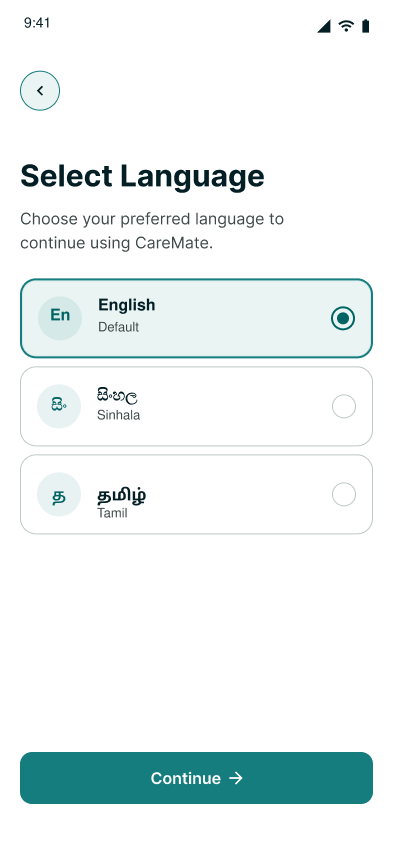 9:41
Select Language
Choose your preferred language to
continue using CareMate.
En
English
Default
සිං
සිංහල
Sinhala
த
தமிழ்
Tamil
Continue →